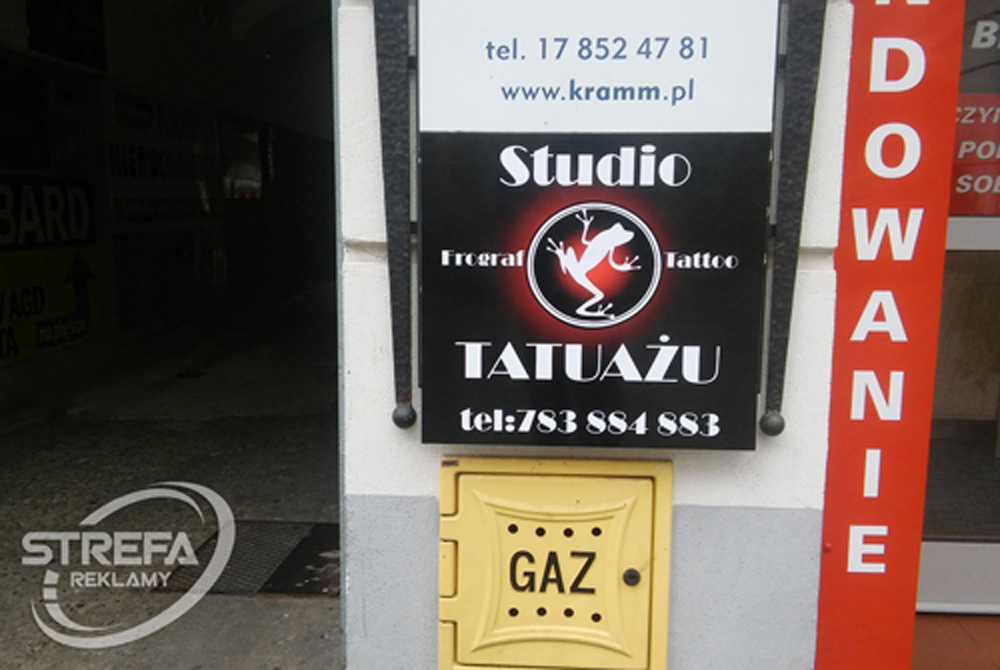 tel. 17 852 47 81
www.kramm.pl
Studio
Frograf Tattoo
TATUAŻU
tel:783 884 883
GAZ
NDOWANIE
BARD
AGD
STREFA
REKLAMY